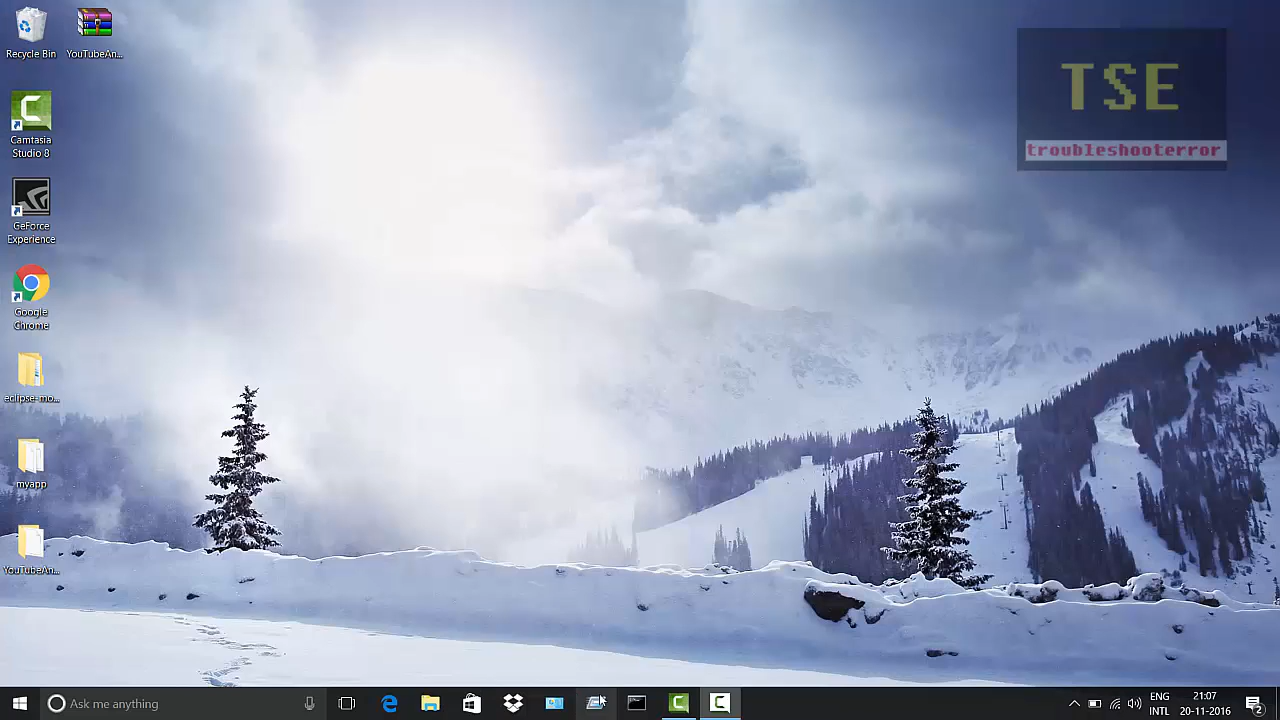 Recycle Bin
YouTubeAn...
Camtasia
Studio 8
GeForce
Experience
Google
Chrome
eclipse-mo...
myapp
YouTubeAn...
TSE
troubleshooterror
Ask me anything
ENG
INTL
21:07
20-11-2016
2